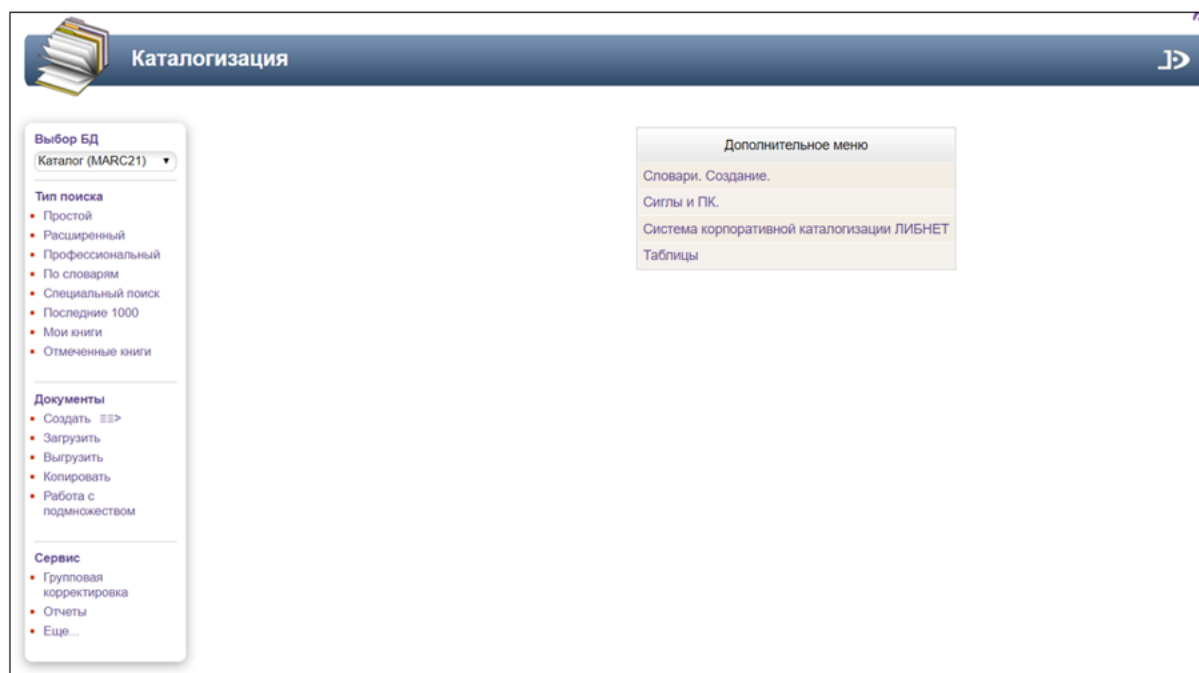 Каталогизация
Выбор БД
Каталог (MARC21)
Тип поиска
Простой
Расширенный
Профессиональный
По словарям
Специальный поиск
Последние 1000
Мои книги
Отмеченные книги
Документы
Создать ==>
Загрузить
Выгрузить
Копировать
Работа с
подмножеством
Сервис
Групповая
корректировка
Отчеты
Еще...
Дополнительное меню
Словари. Создание.
Сиглы и ПК.
Система корпоративной каталогизации ЛИБНЕТ
Таблицы